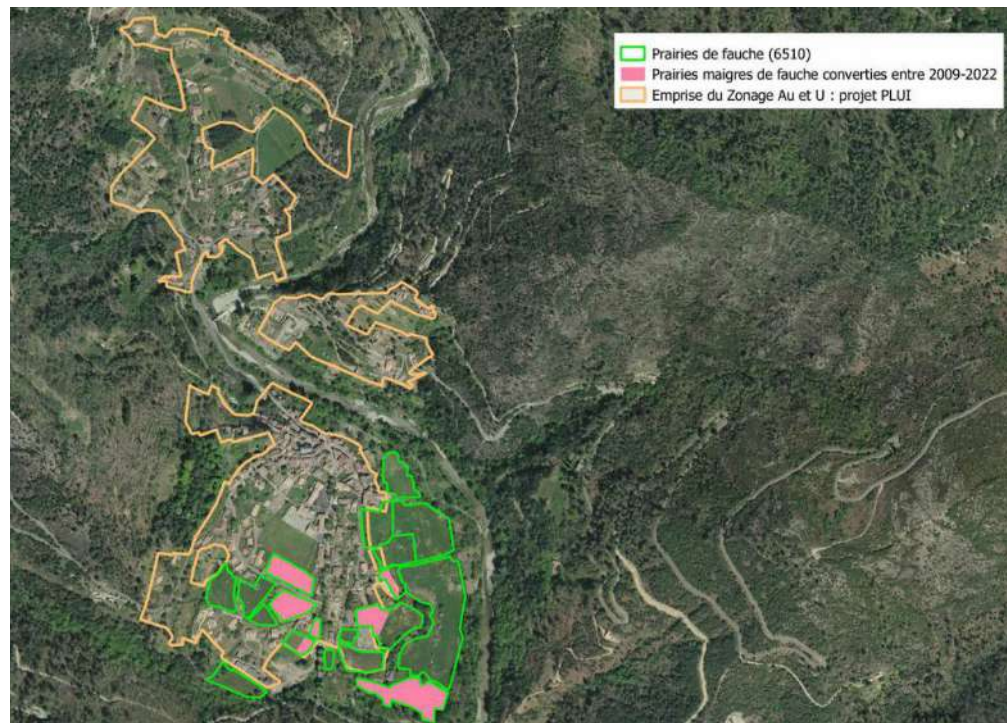 Prairies de fauche (6510)
Prairies maigres de fauche converties entre 2009-2022
Emprise du Zonage Au et U : projet PLUI